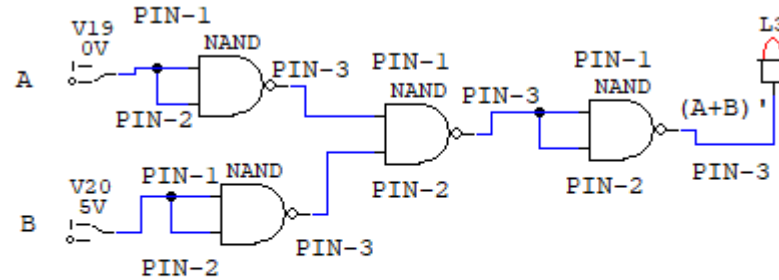 V19
0V
PIN-1
NAND
A
PIN-2
PIN-3
PIN-1
NAND
PIN-2
PIN-3
PIN-1
NAND
PIN-2
(A+B)'
PIN-3
L3
V20
5V
PIN-1
NAND
B
PIN-2
PIN-3